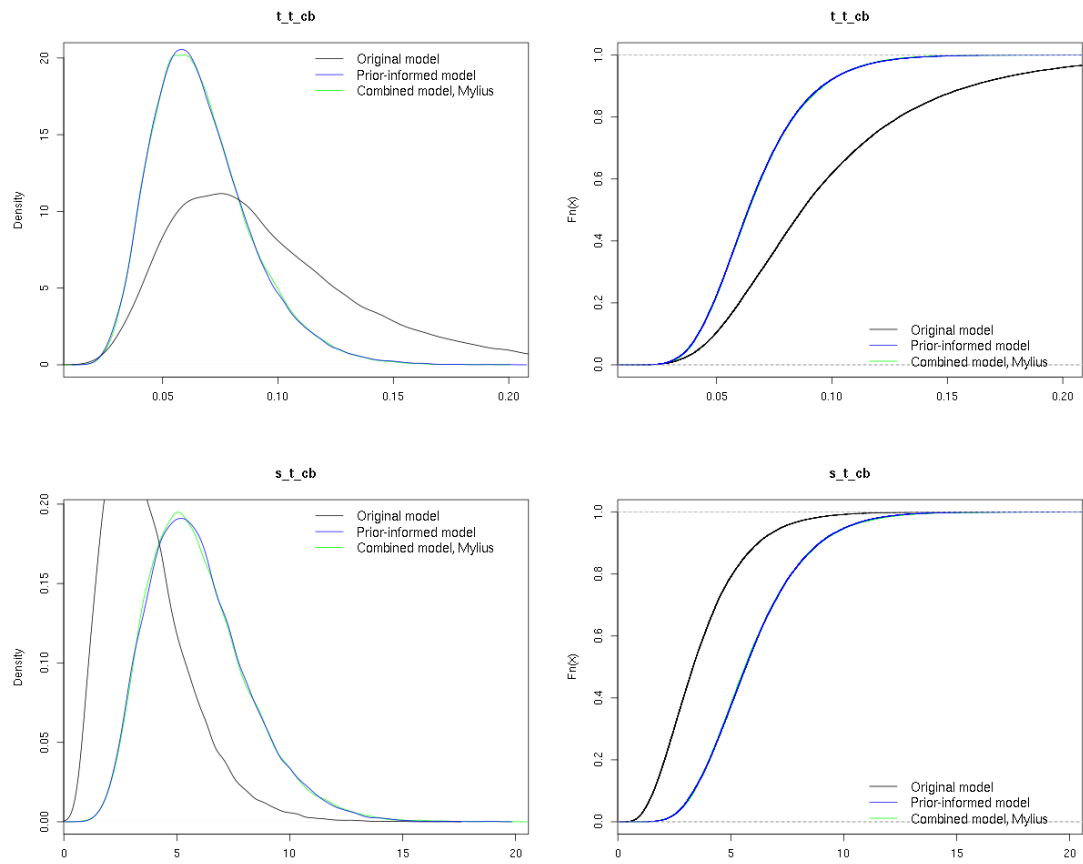 t_t_cb
t_t_cb
Density
20
15
10
5
0
Original model
Prior-informed model
Combined model, Mylius
0.05 0.10 0.15 0.20
Fn(x)
1.0
0.8
0.6
0.4
0.2
0.0
Original model
Prior-informed model
Combined model, Mylius
0.05 0.10 0.15 0.20
s_t_cb
s_t_cb
Density
0.20
0.15
0.10
0.05
0.00
Original model
Prior-informed model
Combined model, Mylius
0 5 10 15 20
Fn(x)
1.0
0.8
0.6
0.4
0.2
0.0
Original model
Prior-informed model
Combined model, Mylius
0 5 10 15 20